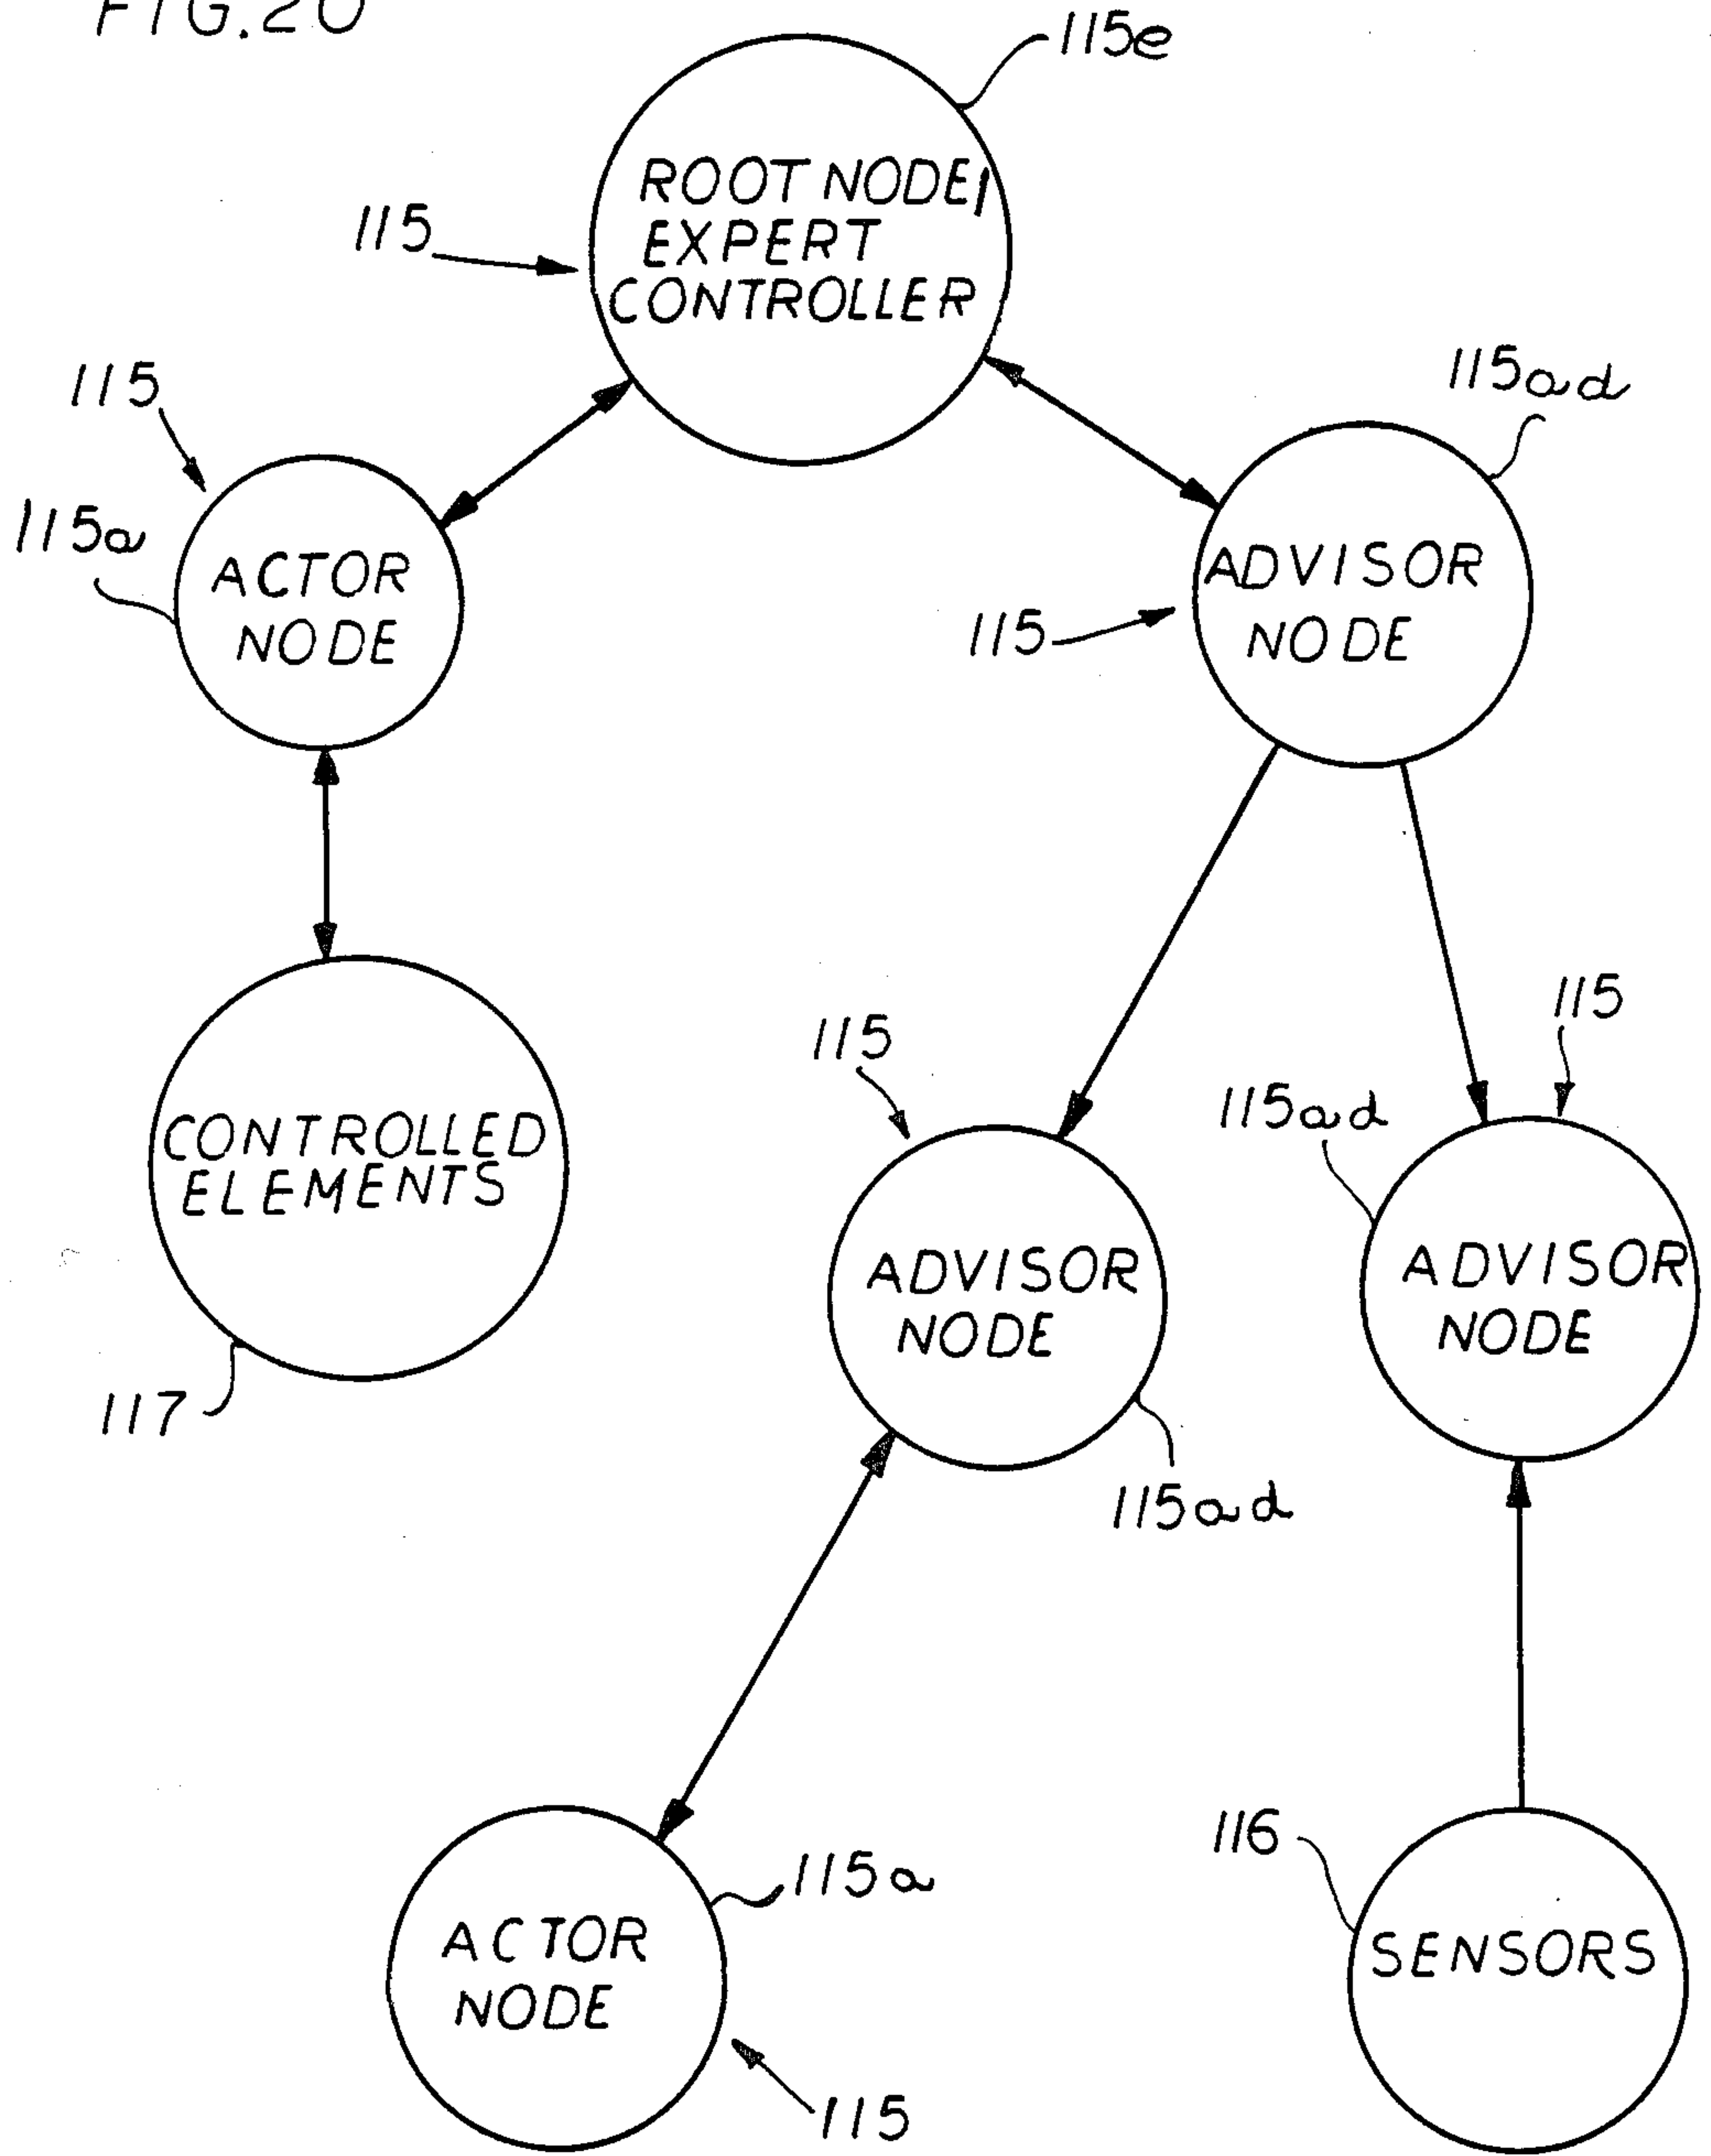 FIG.20
115e
ROOT NODE,
EXPERT
CONTROLLER
115
115
115ad
115a
ACTOR
NODE
ADVISOR
NODE
115
115
115
115ad
CONTROLLED
ELEMENTS
ADVISOR
NODE
ADVISOR
NODE
117
115ad
116
115a
ACTOR
NODE
SENSORS
115